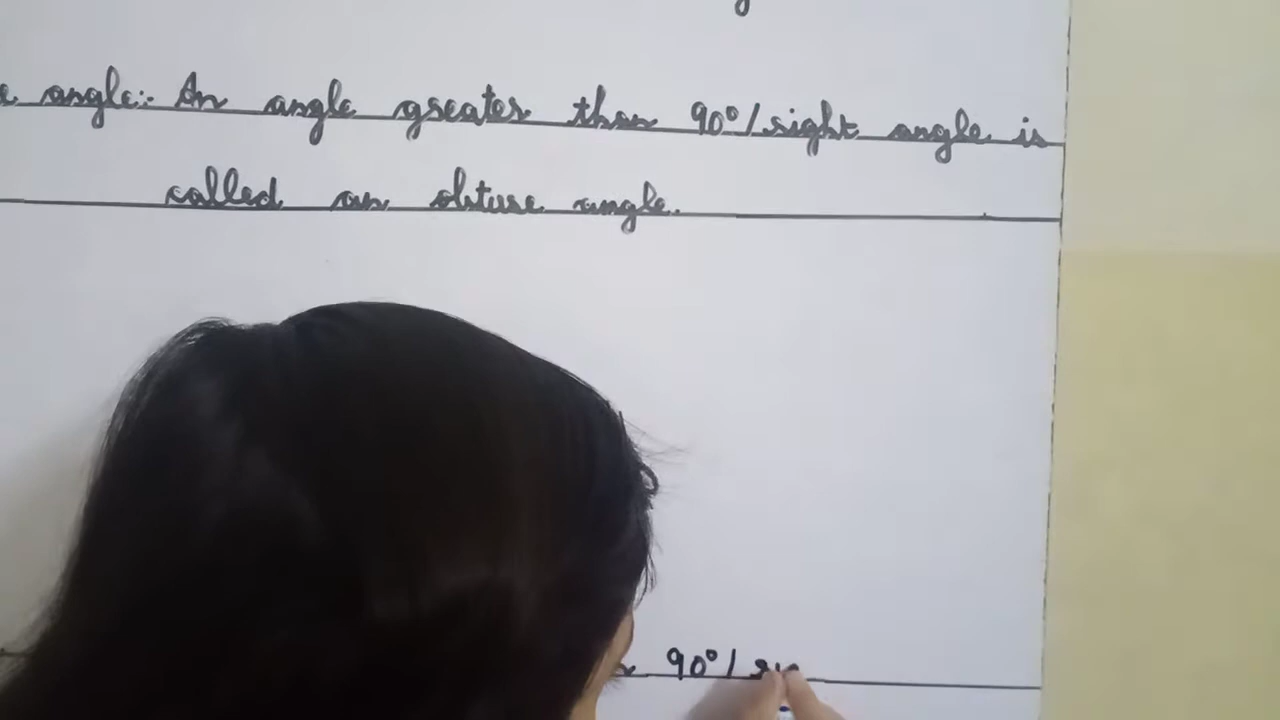 angle:- An angle greater than 90°/right angle is
called an obtuse angle.
90°/